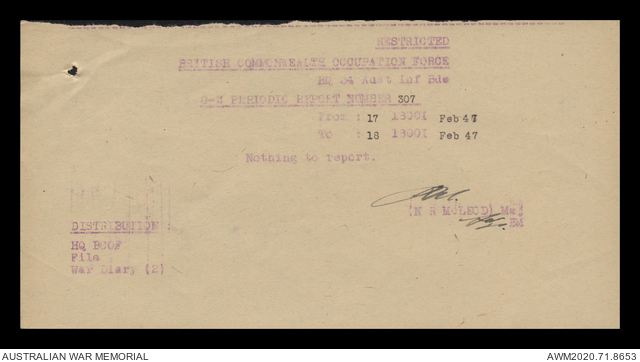 RESTRICTED
BRITISH COMMONWEALTH OCCUPATION FORCE
HQ 34 Aust Inf Bde
G-3 PERIODIC REPORT NUMBER 307
From : 17 1800I Feb 47
To : 18 1800I Feb 47
Nothing to report.
(N R McLEOD) Maj
BM
DISTRIBUTION :
HQ BCOF
File
War Diary (2)
AUSTRALIAN WAR MEMORIAL
AWM2020.71.8653